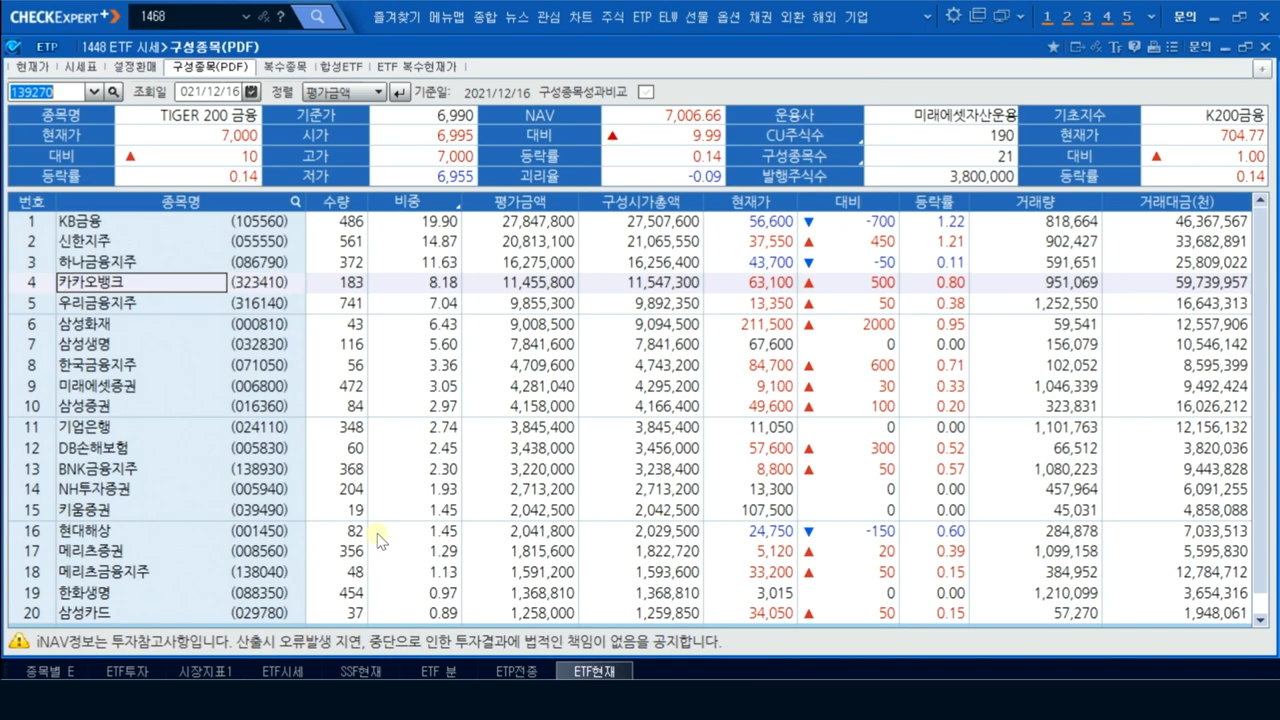 CHECKEXPERT+ 1468 ? 즐겨찾기 메뉴맵 종합 뉴스 관심 차트 주식 ETP ELW 선물 옵션 채권 외환 해외 기업 1 2 3 4 5 문의
ETP 1448 ETF 시세>구성종목(PDF) 문의
현재가 시세표 설정환매 구성종목(PDF) 복수종목 합성ETF ETF 복수현재가
139270 조회일 021/12/16 정렬 평가금액 기준일: 2021/12/16 구성종목성과비교
종목명 TIGER 200 금융 기준가 6,990 NAV 7,006.66 운용사 미래에셋자산운용 기초지수 K200금융
현재가 7,000 시가 6,995 대비 ▲ 9.99 CU주식수 190 현재가 704.77
대비 ▲ 10 고가 7,000 등락률 0.14 구성종목수 21 대비 ▲ 1.00
등락률 0.14 저가 6,955 괴리율 -0.09 발행주식수 3,800,000 등락률 0.14
번호 종목명 수량 비중 평가금액 구성시가총액 현재가 대비 등락률 거래량 거래대금(천)
1 KB금융 (105560) 486 19.90 27,847,800 27,507,600 56,600 ▼ -700 1.22 818,664 46,367,567
2 신한지주 (055550) 561 14.87 20,813,100 21,065,550 37,550 ▲ 450 1.21 902,427 33,682,891
3 하나금융지주 (086790) 372 11.63 16,275,000 16,256,400 43,700 ▼ -50 0.11 591,651 25,809,022
4 카카오뱅크 (323410) 183 8.18 11,455,800 11,547,300 63,100 ▲ 500 0.80 951,069 59,739,957
5 우리금융지주 (316140) 741 7.04 9,855,300 9,892,350 13,350 ▲ 50 0.38 1,252,550 16,643,313
6 삼성화재 (000810) 43 6.43 9,008,500 9,094,500 211,500 ▲ 2000 0.95 59,541 12,557,906
7 삼성생명 (032830) 116 5.60 7,841,600 7,841,600 67,600 0 0.00 156,079 10,546,142
8 한국금융지주 (071050) 56 3.36 4,709,600 4,743,200 84,700 ▲ 600 0.71 102,052 8,595,399
9 미래에셋증권 (006800) 472 3.05 4,281,040 4,295,200 9,100 ▲ 30 0.33 1,046,339 9,492,424
10 삼성증권 (016360) 84 2.97 4,158,000 4,166,400 49,600 ▲ 100 0.20 323,831 16,026,212
11 기업은행 (024110) 348 2.74 3,845,400 3,845,400 11,050 0 0.00 1,101,763 12,156,132
12 DB손해보험 (005830) 60 2.45 3,438,000 3,456,000 57,600 ▲ 300 0.52 66,512 3,820,036
13 BNK금융지주 (138930) 368 2.30 3,220,000 3,238,400 8,800 ▲ 50 0.57 1,080,223 9,443,828
14 NH투자증권 (005940) 204 1.93 2,713,200 2,713,200 13,300 0 0.00 457,964 6,091,255
15 키움증권 (039490) 19 1.45 2,042,500 2,042,500 107,500 0 0.00 45,031 4,858,088
16 현대해상 (001450) 82 1.45 2,041,800 2,029,500 24,750 ▼ -150 0.60 284,878 7,033,513
17 메리츠증권 (008560) 356 1.29 1,815,600 1,822,720 5,120 ▲ 20 0.39 1,099,158 5,595,830
18 메리츠금융지주 (138040) 48 1.13 1,591,200 1,593,600 33,200 ▲ 50 0.15 384,952 12,784,712
19 한화생명 (088350) 454 0.97 1,368,810 1,368,810 3,015 0 0.00 1,210,099 3,654,316
20 삼성카드 (029780) 37 0.89 1,258,000 1,259,850 34,050 ▲ 50 0.15 57,270 1,948,061
iNAV정보는 투자참고사항입니다. 산출시 오류발생 지연, 중단으로 인한 투자결과에 법적인 책임이 없음을 공지합니다.
종목별 E ETF투자 시장지표1 ETF시세 SSF현재 ETF 분 ETP전종 ETF현재